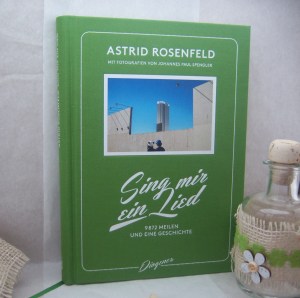 ASTRID ROSENFELD
MIT FOTOGRAFIEN VON JOHANNES PAUL SPENGLER
Sing mir
ein Lied
9872 MEILEN
UND EINE GESCHICHTE
Diogenes